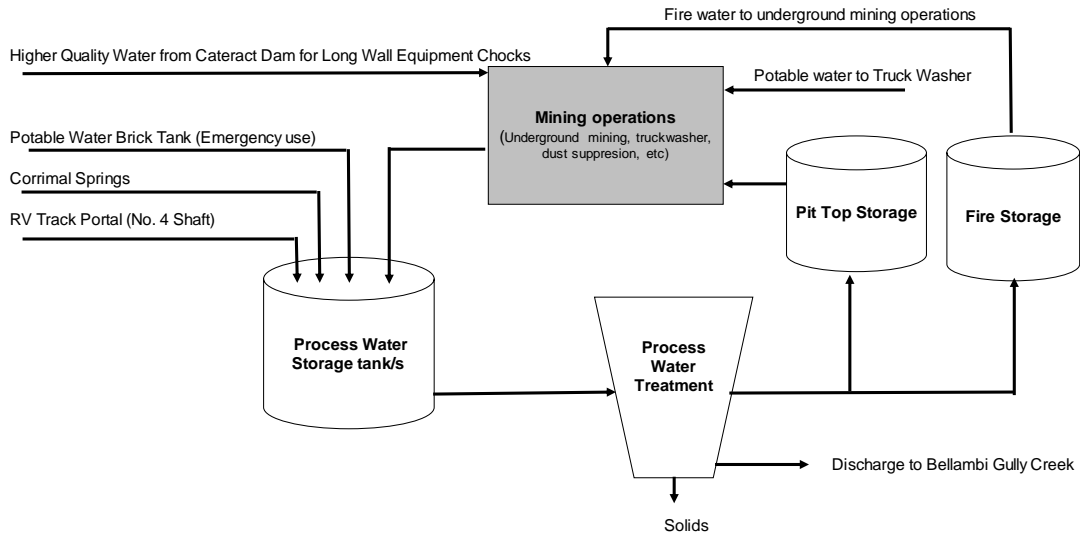 Fire water to underground mining operations
Higher Quality Water from Cateract Dam for Long Wall Equipment Chocks
Potable water to Truck Washer
Mining operations
(Underground mining, truckwasher,
dust suppresion, etc)
Potable Water Brick Tank (Emergency use)
Corrimal Springs
RV Track Portal (No. 4 Shaft)
Pit Top Storage
Fire Storage
Process Water
Storage tank/s
Process
Water
Treatment
Discharge to Bellambi Gully Creek
Solids